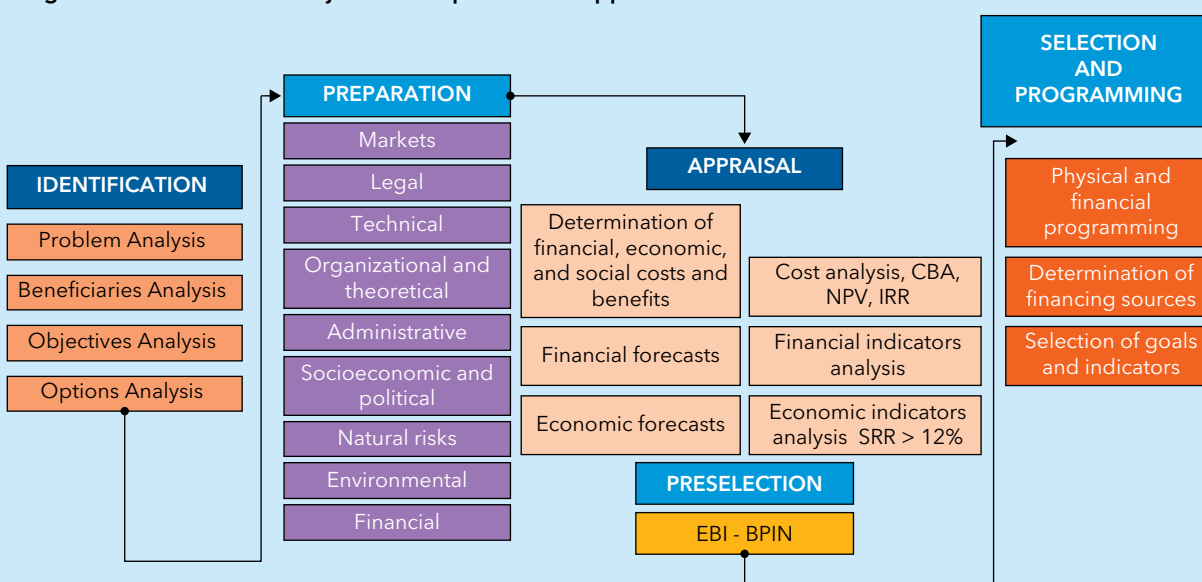 IDENTIFICATION
Problem Analysis
Beneficiaries Analysis
Objectives Analysis
Options Analysis
PREPARATION
Markets
Legal
Technical
Organizational and
theoretical
Administrative
Socioeconomic and
political
Natural risks
Environmental
Financial
APPRAISAL
Determination of
financial, economic,
and social costs and
benefits
Financial forecasts
Economic forecasts
Cost analysis, CBA,
NPV, IRR
Financial indicators
analysis
Economic indicators
analysis SRR > 12%
PRESELECTION
EBI - BPIN
SELECTION
AND
PROGRAMMING
Physical and
financial
programming
Determination of
financing sources
Selection of goals
and indicators